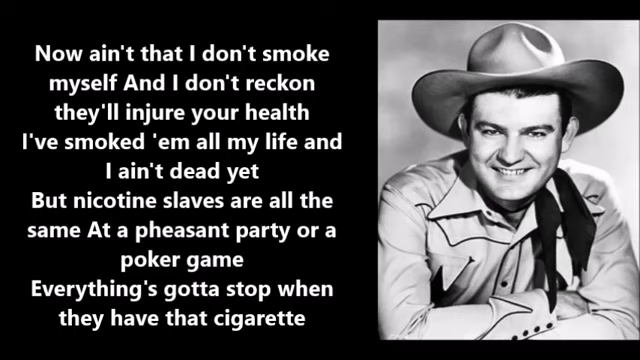 Now ain't that I don't smoke
myself And I don't reckon
they'll injure your health
I've smoked 'em all my life and
I ain't dead yet
But nicotine slaves are all the
same At a pheasant party or a
poker game
Everything's gotta stop when
they have that cigarette